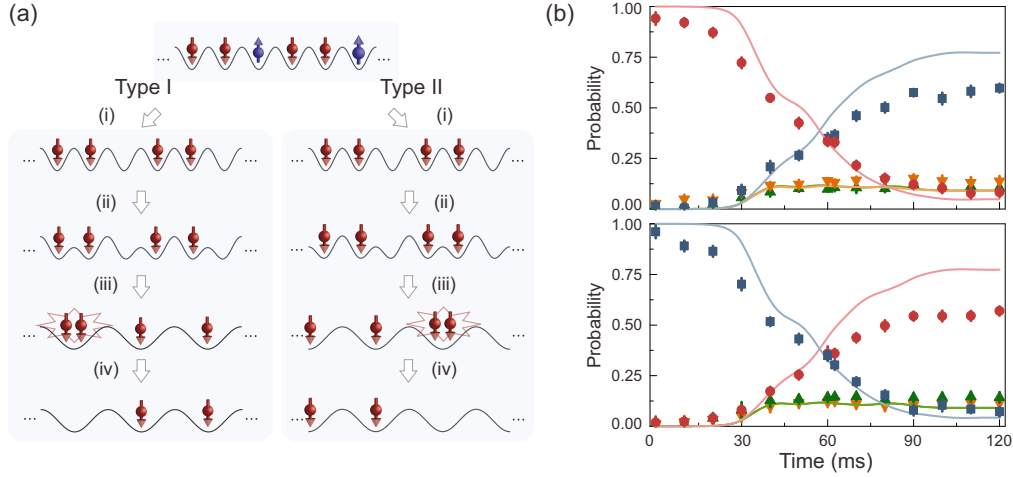 (a)
... ...
Type I Type II
(i) (i)
... ... ... ...
(ii) (ii)
... ... ... ...
(iii) (iii)
... ... ... ...
(iv) (iv)
... ... ... ...
(b)
1.00
0.75
0.50
0.25
0.00
Probability
1.00
0.75
0.50
0.25
0.00
Probability
0 30 60 90 120
Time (ms)